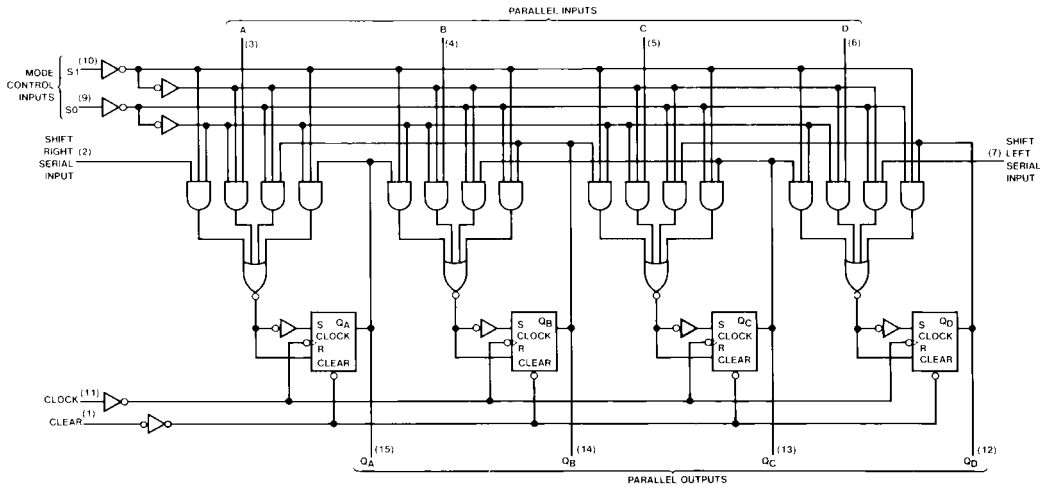 PARALLEL INPUTS
A B C D
(3) (4) (5) (6)
MODE
CONTROL
INPUTS
(10)
S1
(9)
S0
SHIFT
RIGHT
SERIAL
INPUT
(2)
SHIFT
LEFT
SERIAL
INPUT
(7)
S QA
CLOCK
R
CLEAR
S QB
CLOCK
R
CLEAR
S QC
CLOCK
R
CLEAR
S QD
CLOCK
R
CLEAR
CLOCK (11)
CLEAR (1)
(15) (14) (13) (12)
QA QB QC QD
PARALLEL OUTPUTS